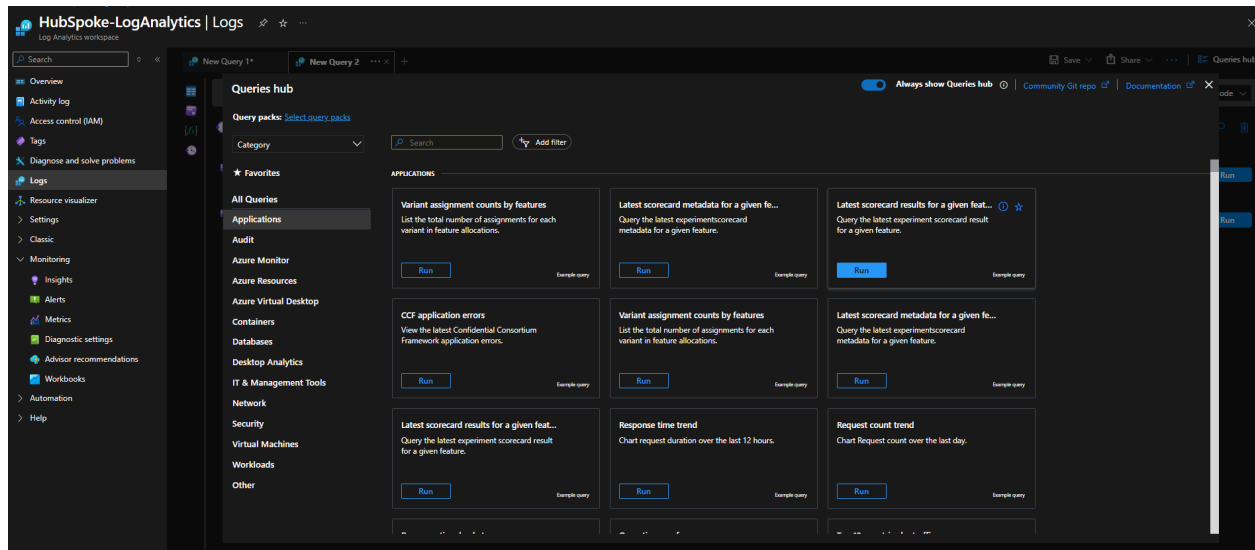 HubSpoke-LogAnalytics | Logs
Log Analytics workspace
Search
Overview
Activity log
Access control (IAM)
Tags
Diagnose and solve problems
Logs
Resource visualizer
Settings
Classic
Monitoring
Insights
Alerts
Metrics
Diagnostic settings
Advisor recommendations
Workbooks
Automation
Help
New Query 1*
New Query 2
Save
Share
Queries hub
Queries hub
Always show Queries hub
Community Git repo
Documentation
ode
Query packs: Select query packs
Category
Search
Add filter
Favorites
All Queries
Applications
Audit
Azure Monitor
Azure Resources
Azure Virtual Desktop
Containers
Databases
Desktop Analytics
IT & Management Tools
Network
Security
Virtual Machines
Workloads
Other
APPLICATIONS
Variant assignment counts by features
List the total number of assignments for each
variant in feature allocations.
Run
Example query
Latest scorecard metadata for a given fe...
Query the latest experimentscorecard
metadata for a given feature.
Run
Example query
Latest scorecard results for a given feat...
Query the latest experiment scorecard result
for a given feature.
Run
Example query
CCF application errors
View the latest Confidential Consortium
Framework application errors.
Run
Example query
Variant assignment counts by features
List the total number of assignments for each
variant in feature allocations.
Run
Example query
Latest scorecard metadata for a given fe...
Query the latest experimentscorecard
metadata for a given feature.
Run
Example query
Latest scorecard results for a given feat...
Query the latest experiment scorecard result
for a given feature.
Run
Example query
Response time trend
Chart request duration over the last 12 hours.
Run
Example query
Request count trend
Chart Request count over the last day.
Run
Example query
Run
Run